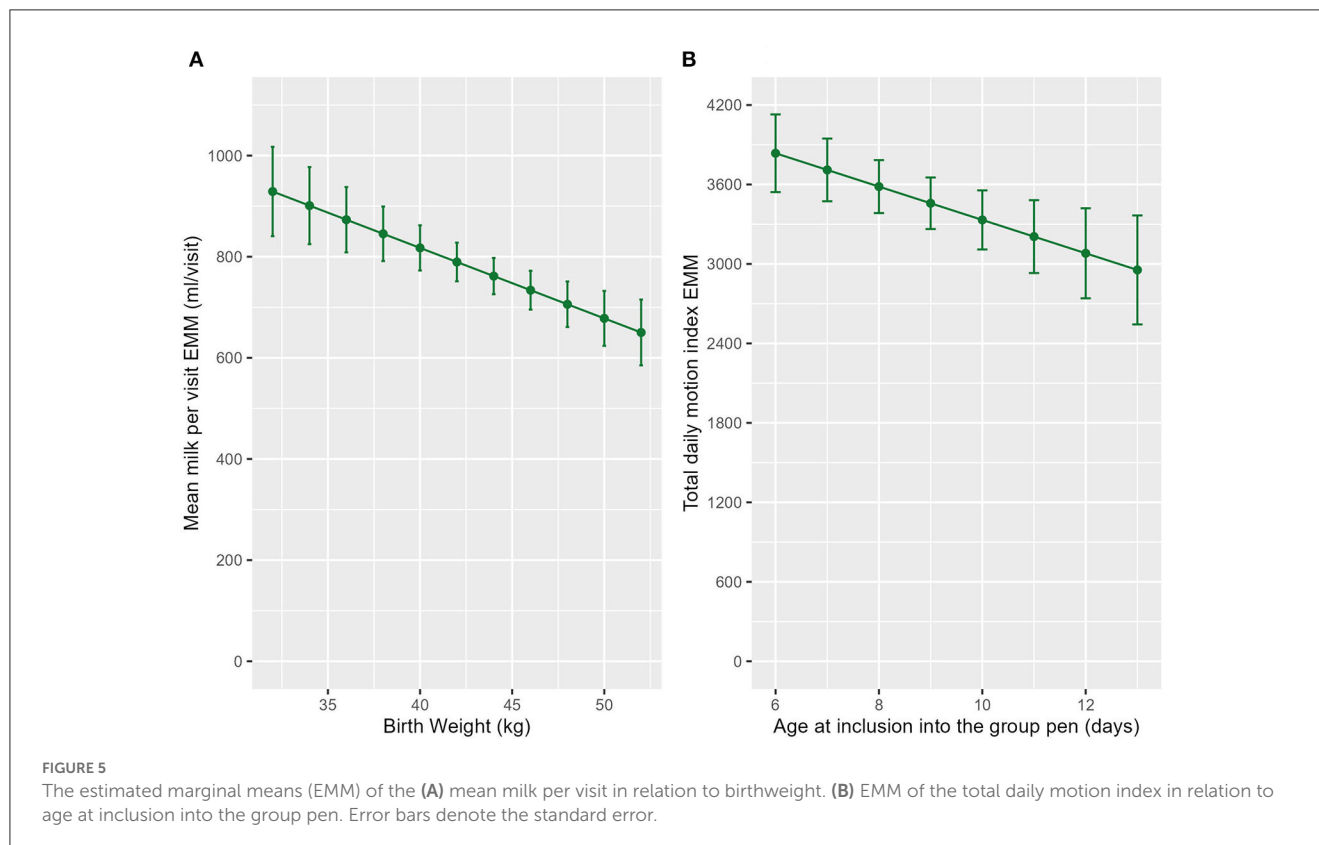 A
Mean milk per visit EMM (ml/visit)
1000
800
600
400
200
0
35 40 45 50
Birth Weight (kg)
B
Total daily motion index EMM
4200
3600
3000
2400
1800
1200
600
0
6 8 10 12
Age at inclusion into the group pen (days)
FIGURE 5
The estimated marginal means (EMM) of the (A) mean milk per visit in relation to birthweight. (B) EMM of the total daily motion index in relation to
age at inclusion into the group pen. Error bars denote the standard error.